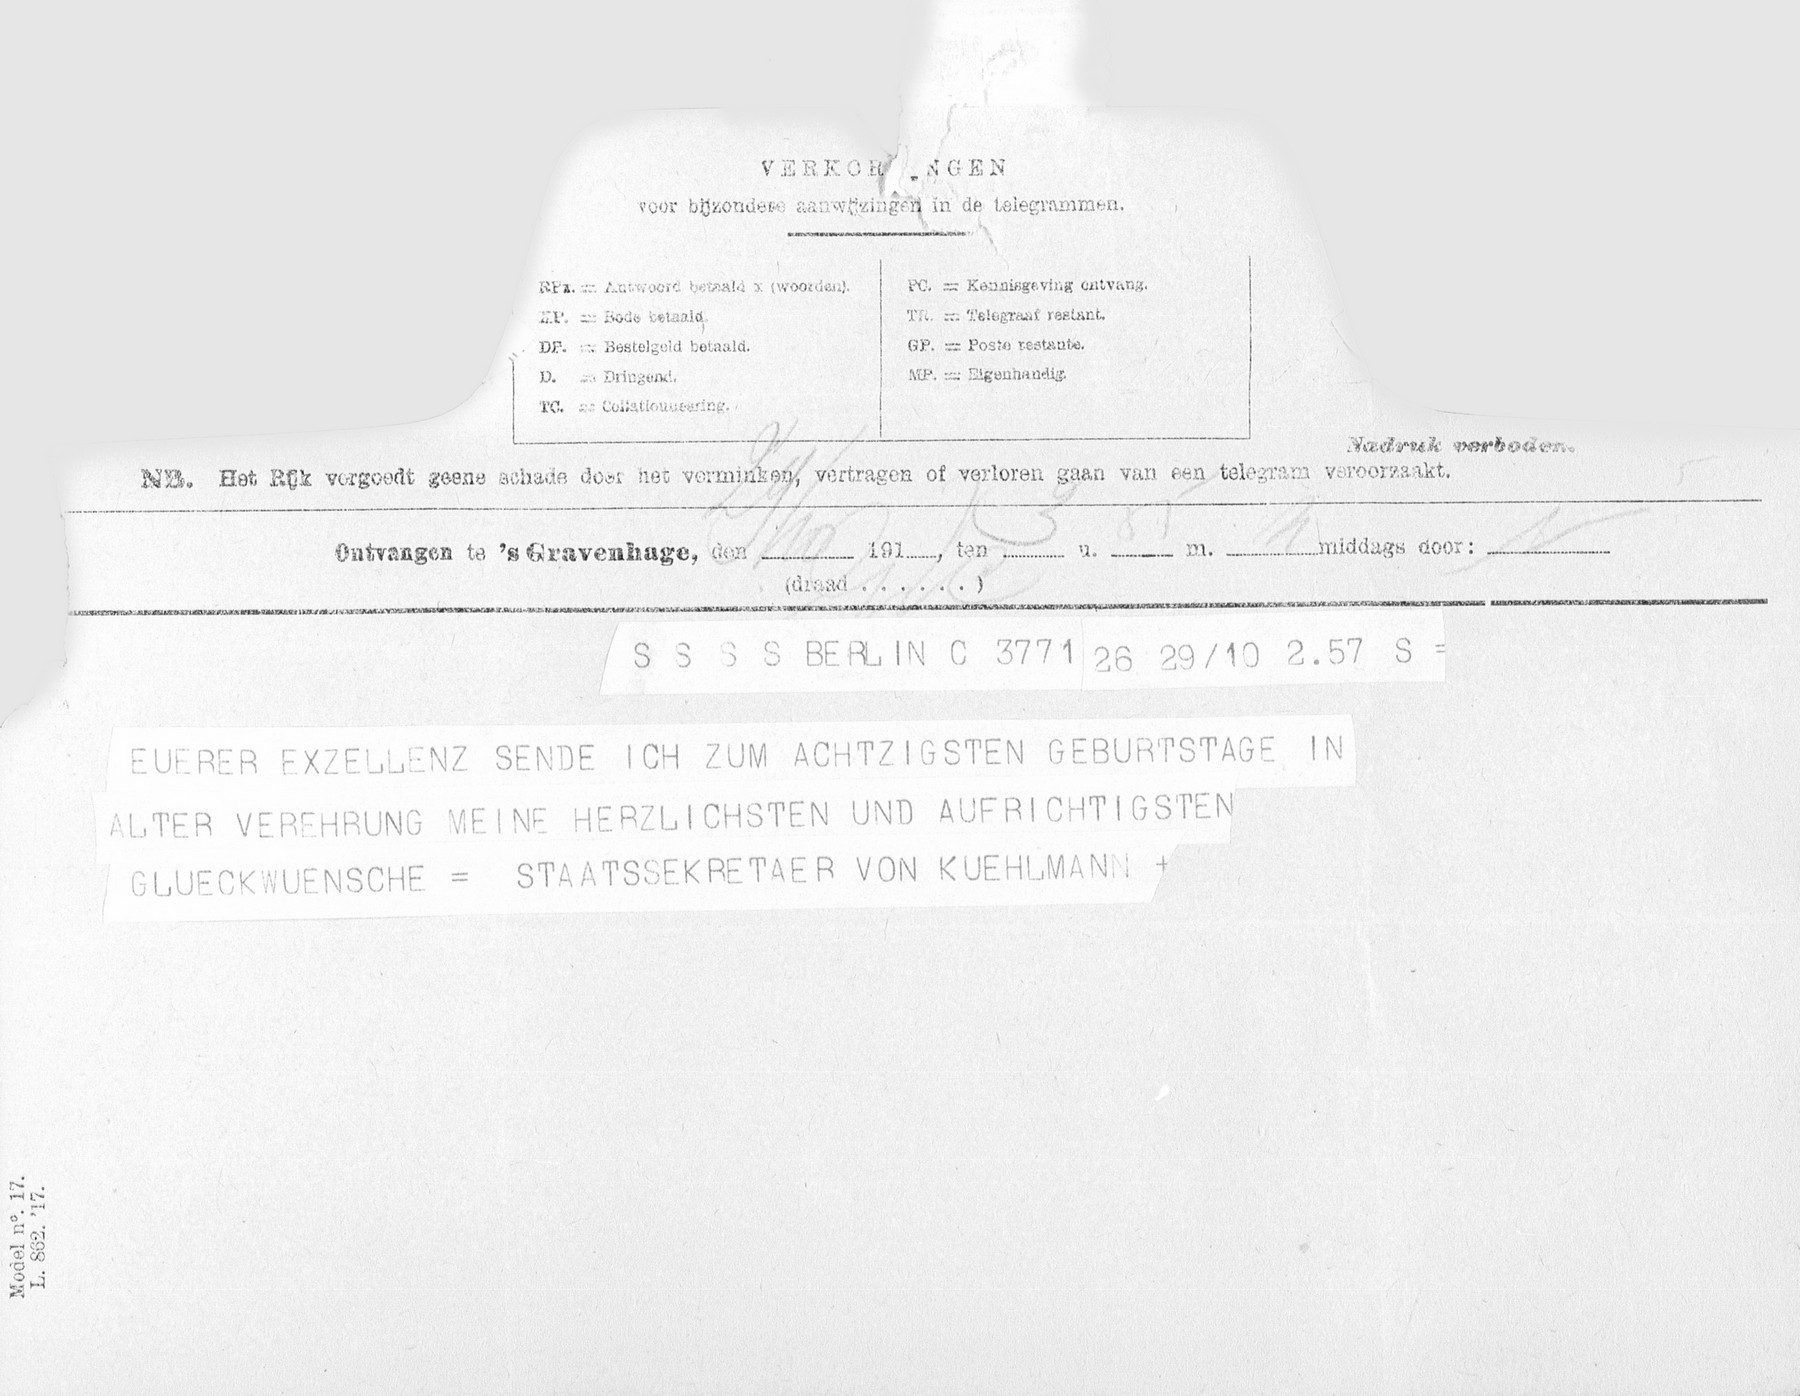 VERKOR NGEN
voor bijzondere aanwijzingen in de telegrammen.
RPx. = Antwoord betaald x (woorden).
XP. = Bode betaald.
DP. = Bestelgeld betaald.
D. = Dringend.
TC. = Collationneering.
PC. = Kennisgeving ontvang.
TR. = Telegraaf restant.
GP. = Poste restante.
MP. = Eigenhandig.
Nadruk verboden.
NB. Het Rijk vergoedt geene schade door het verminken, vertragen of verloren gaan van een telegram veroorzaakt.
Ontvangen te 's Gravenhage, den 191 , ten u. m. middags door:
(draad . . . . . . )
S S S S BERLIN C 3771 26 29/10 2.57 S =
EUERER EXZELLENZ SENDE ICH ZUM ACHTZIGSTEN GEBURTSTAGE IN
ALTER VEREHRUNG MEINE HERZLICHSTEN UND AUFRICHTIGSTEN
GLUECKWUENSCHE = STAATSSEKRETAER VON KUEHLMANN +
Model nº. 17.
L. 862. '17.